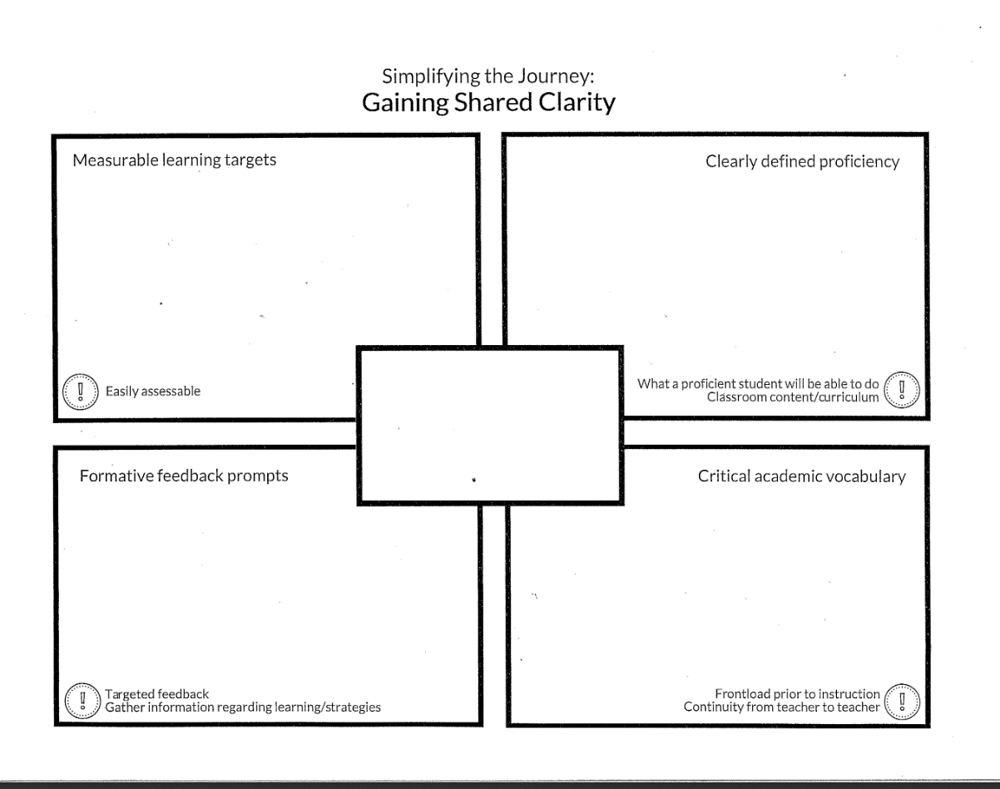 Simplifying the Journey:
Gaining Shared Clarity
Measurable learning targets
Easily assessable
Clearly defined proficiency
What a proficient student will be able to do
Classroom content/curriculum
Formative feedback prompts
Targeted feedback
Gather information regarding learning/strategies
Critical academic vocabulary
Frontload prior to instruction
Continuity from teacher to teacher